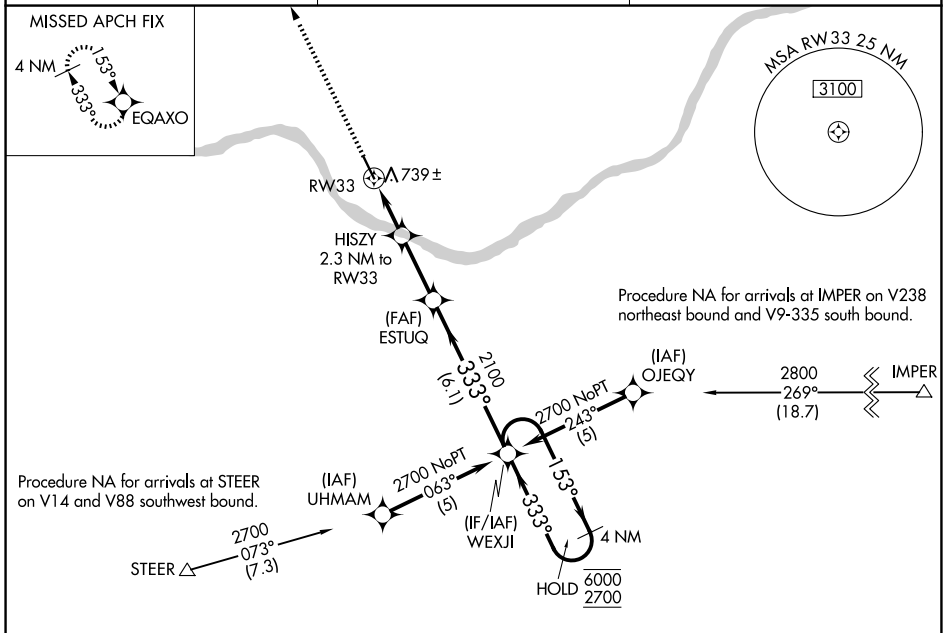 MISSED APCH FIX
4 NM
153°
333°
EQAXO
MSA RW33 25 NM
3100
RW33
739 ±
HISZY
2.3 NM to
RW33
(FAF)
ESTUQ
2100
333°
(6.1)
Procedure NA for arrivals at IMPER on V238
northeast bound and V9-335 south bound.
(IAF)
OJEQY
2800
269°
(18.7)
IMPER
2700 NoPT
243°
(5)
Procedure NA for arrivals at STEER
on V14 and V88 southwest bound.
(IAF)
UHMAM
2700 NoPT
063°
(5)
(IF/IAF)
WEXJI
153°
333°
4 NM
HOLD
6000
2700
2700
073°
(7.3)
STEER